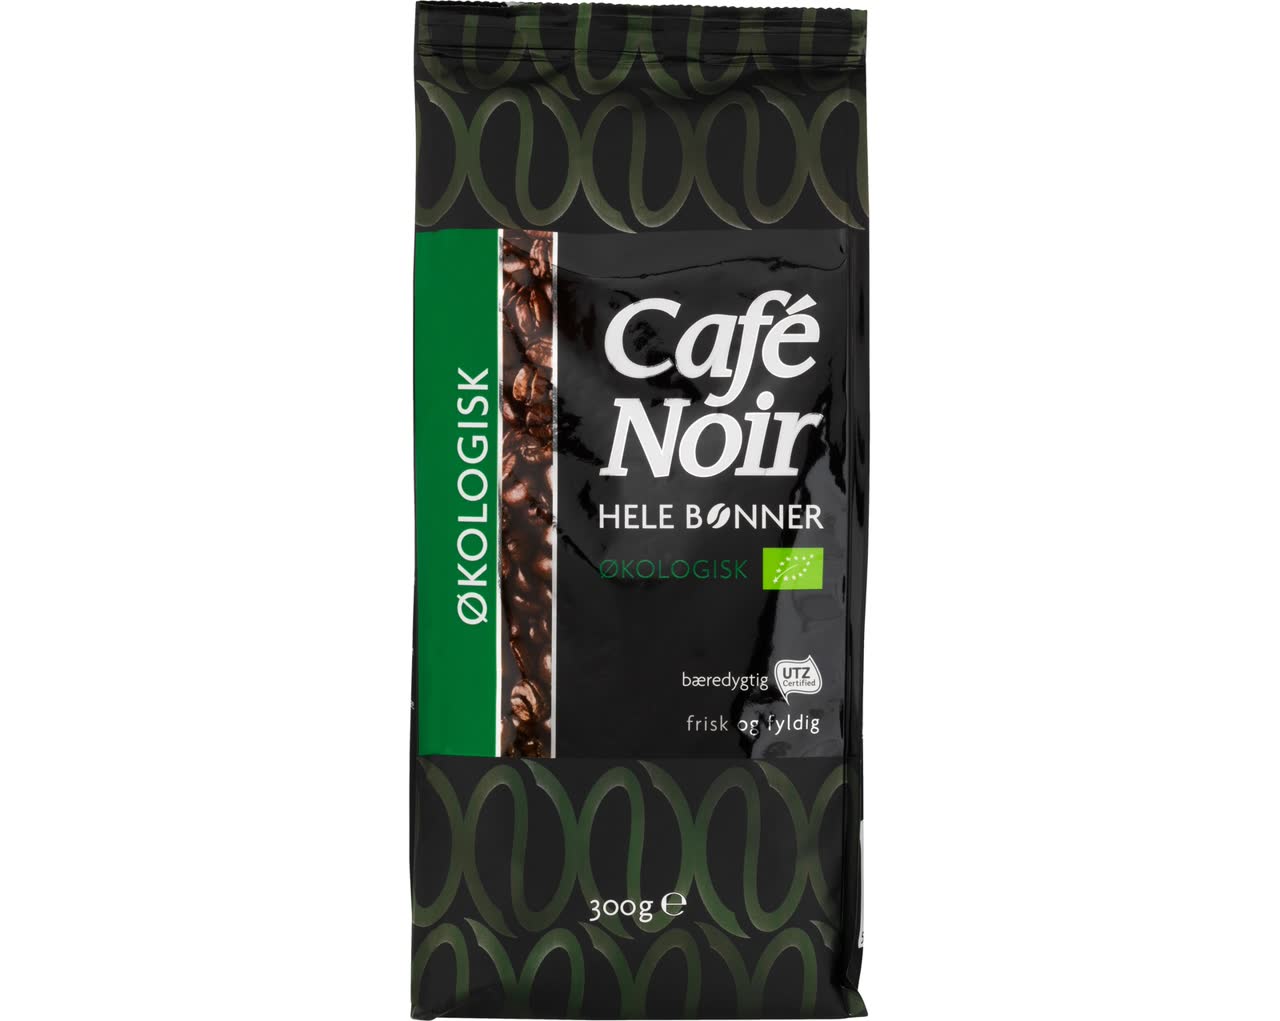 ØKOLOGISK
Café
Noir
HELE BØNNER
ØKOLOGISK
bæredygtig
UTZ
Certified
frisk og fyldig
300g ℮